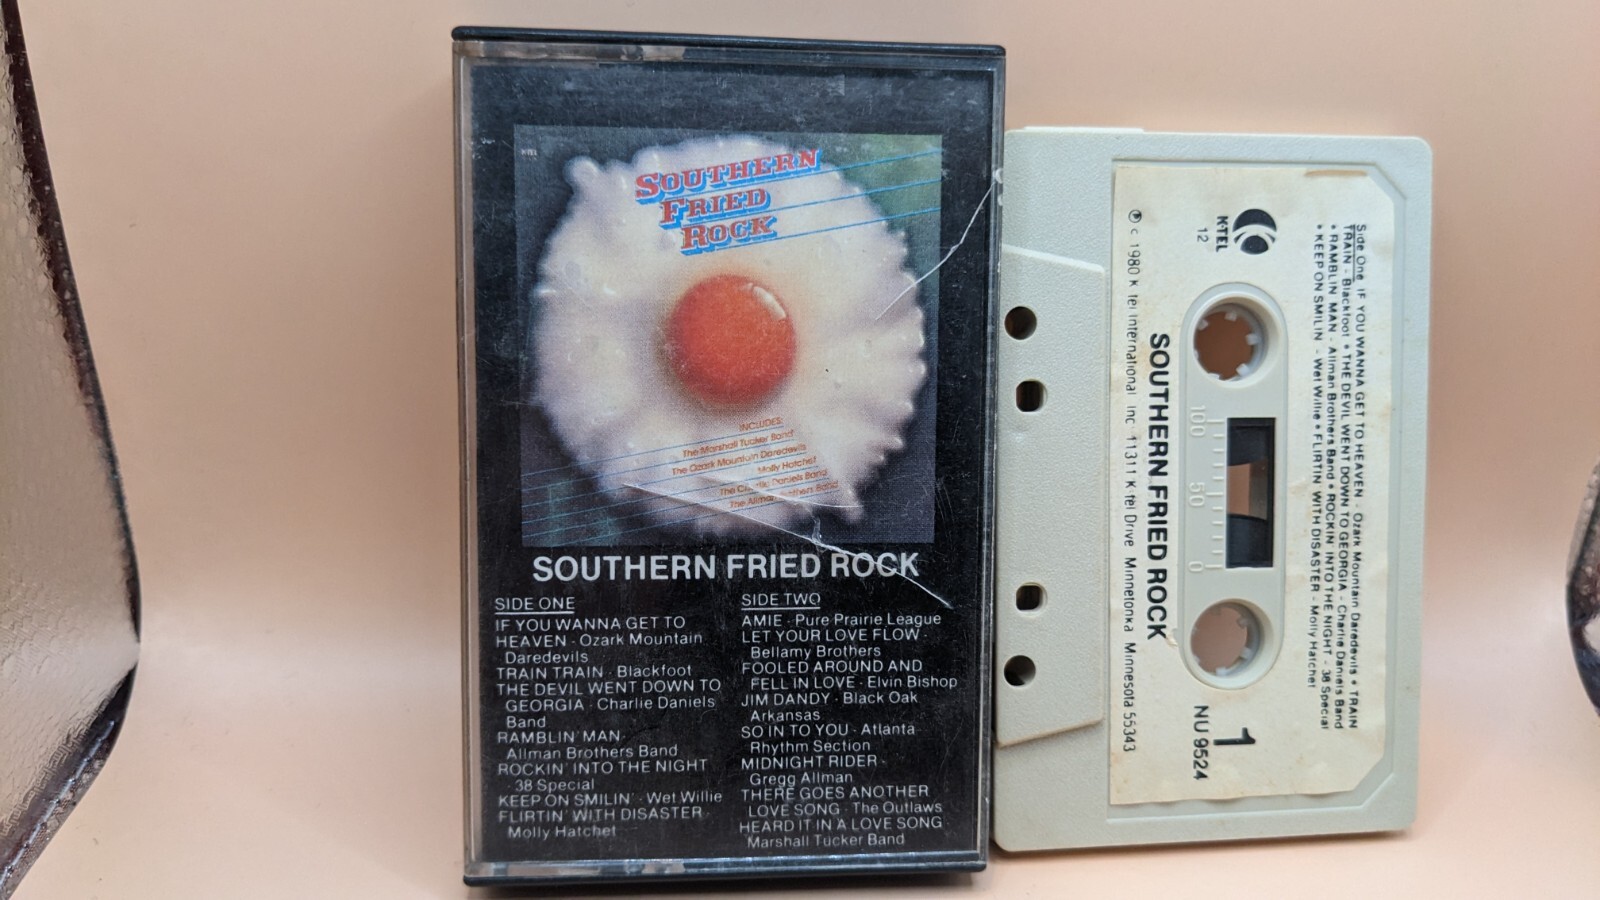 K-TEL
SOUTHERN
FRIED
ROCK
INCLUDES:
The Marshall Tucker Band
The Ozark Mountain Daredevils
Molly Hatchet
The Charlie Daniels Band
The Allman Brothers Band
SOUTHERN FRIED ROCK
SIDE ONE
IF YOU WANNA GET TO
HEAVEN - Ozark Mountain
Daredevils
TRAIN TRAIN - Blackfoot
THE DEVIL WENT DOWN TO
GEORGIA - Charlie Daniels
Band
RAMBLIN' MAN -
Allman Brothers Band
ROCKIN' INTO THE NIGHT
- 38 Special
KEEP ON SMILIN' - Wet Willie
FLIRTIN' WITH DISASTER -
Molly Hatchet
SIDE TWO
AMIE - Pure Prairie League
LET YOUR LOVE FLOW -
Bellamy Brothers
FOOLED AROUND AND
FELL IN LOVE - Elvin Bishop
JIM DANDY - Black Oak
Arkansas
SO IN TO YOU - Atlanta
Rhythm Section
MIDNIGHT RIDER -
Gregg Allman
THERE GOES ANOTHER
LOVE SONG - The Outlaws
HEARD IT IN A LOVE SONG -
Marshall Tucker Band
Side One IF YOU WANNA GET TO HEAVEN - Ozark Mountain Daredevils * TRAIN
TRAIN - Blackfoot * THE DEVIL WENT DOWN TO GEORGIA - Charlie Daniels Band
* RAMBLIN MAN - Allman Brothers Band * ROCKIN INTO THE NIGHT - 38 Special
* KEEP ON SMILIN - Wet Willie * FLIRTIN WITH DISASTER - Molly Hatchet
K-TEL
12
1
NU 9524
100 50 0
SOUTHERN FRIED ROCK
℗ c 1980 K tel International Inc 11311 K tel Drive Minnetonka Minnesota 55343